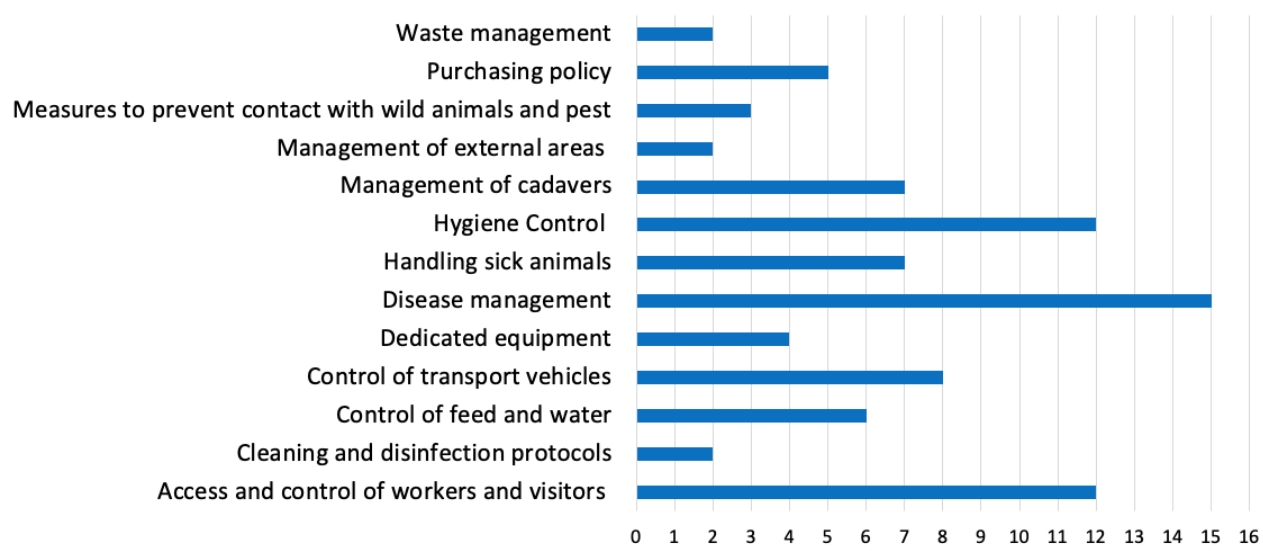 Waste management
Purchasing policy
Measures to prevent contact with wild animals and pest
Management of external areas
Management of cadavers
Hygiene Control
Handling sick animals
Disease management
Dedicated equipment
Control of transport vehicles
Control of feed and water
Cleaning and disinfection protocols
Access and control of workers and visitors
0 1 2 3 4 5 6 7 8 9 10 11 12 13 14 15 16